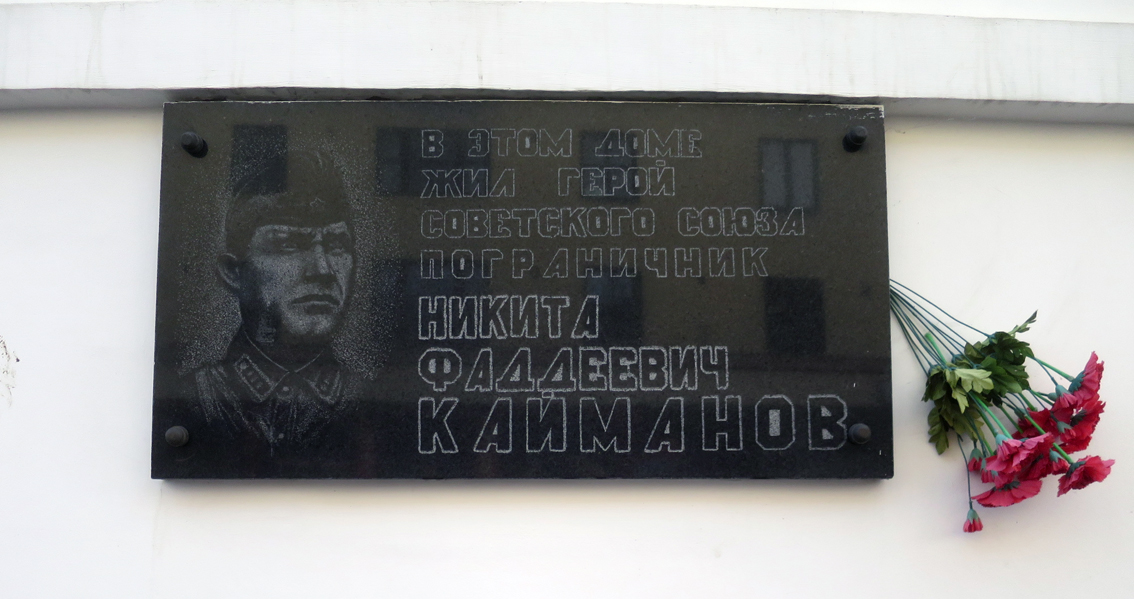 В ЭТОМ ДОМЕ
ЖИЛ ГЕРОЙ
СОВЕТСКОГО СОЮЗА
ПОГРАНИЧНИК
НИКИТА
ФАДДЕЕВИЧ
КАЙМАНОВ